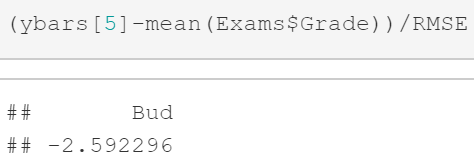 (ybars[5]-mean(Exams$Grade))/RMSE
##       Bud
## -2.592296